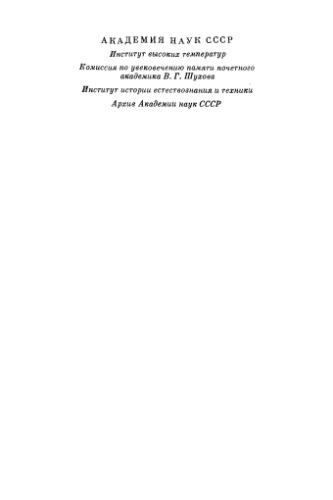 АКАДЕМИЯ НАУК СССР
Институт высоких температур
Комиссия по увековечению памяти почетного
академика В. Г. Шухова
Институт истории естествознания и техники
Архив Академии наук СССР